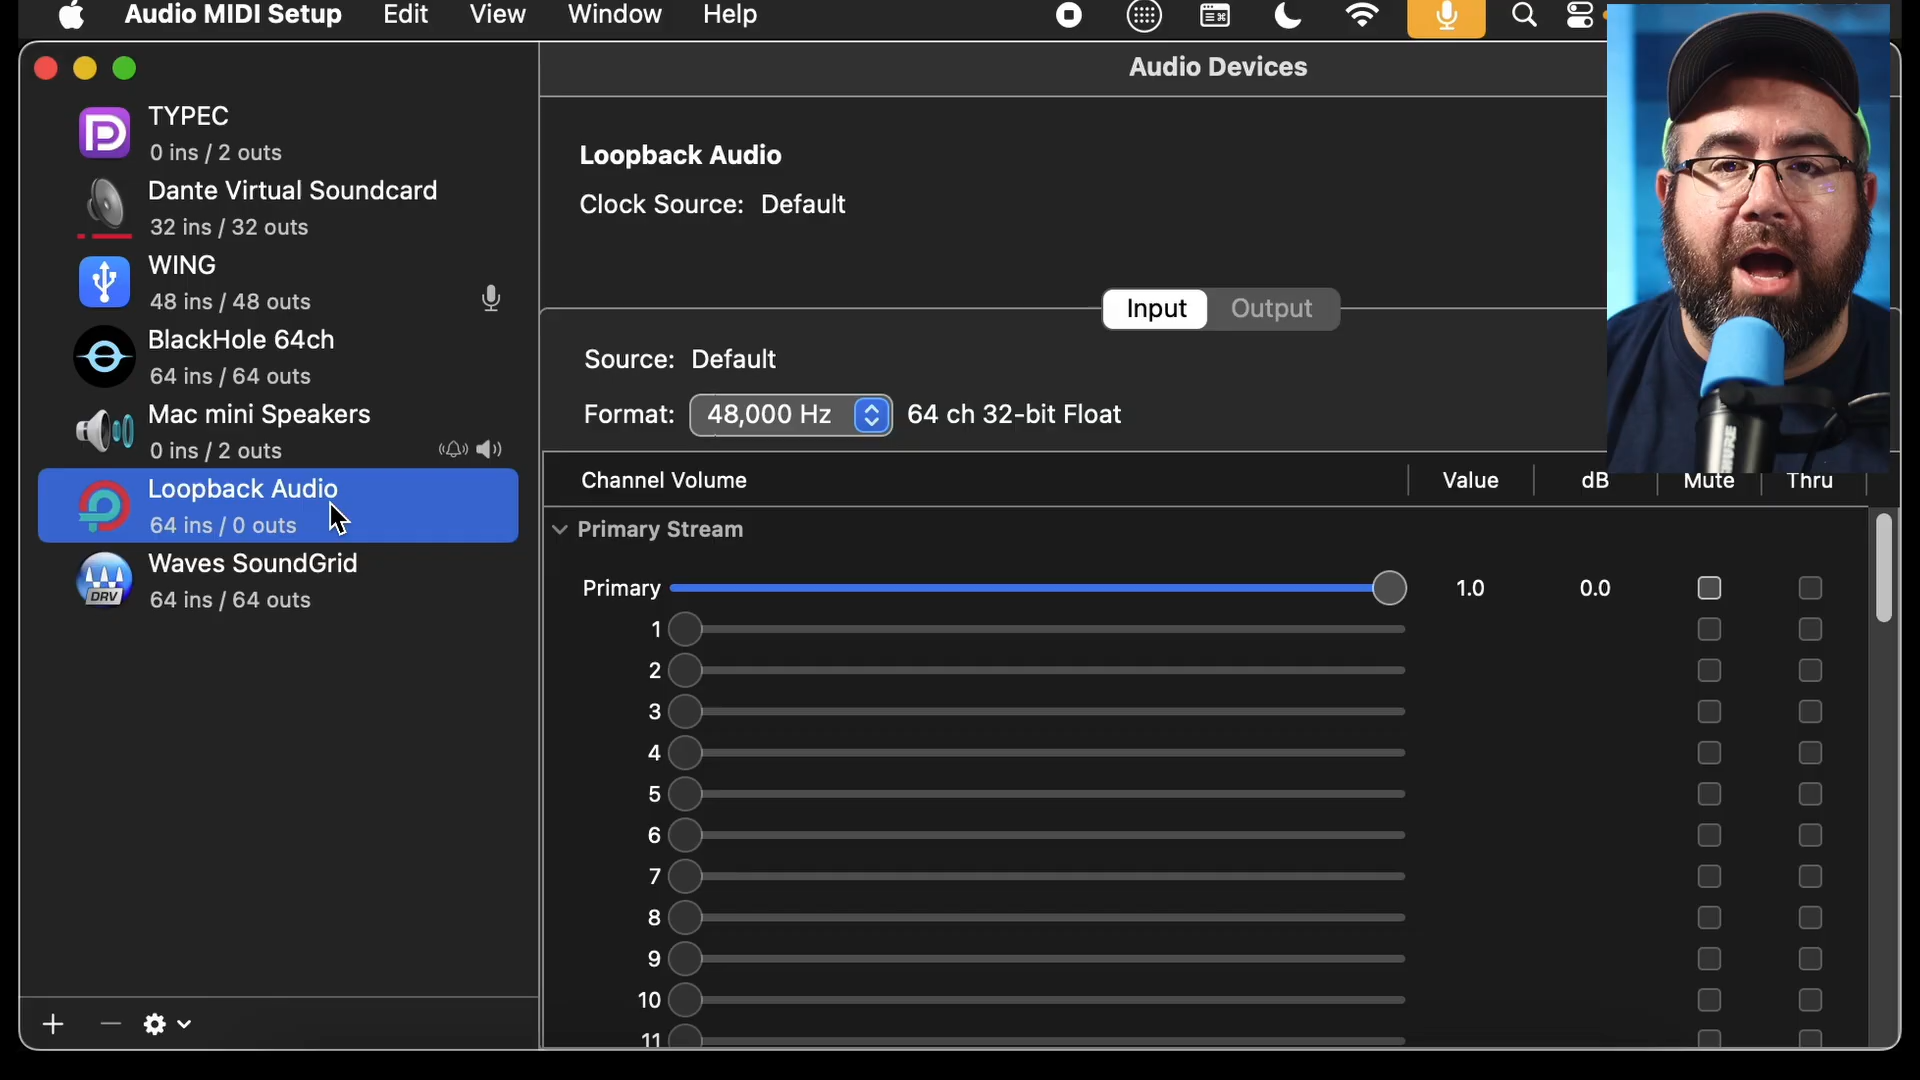 Audio MIDI Setup Edit View Window Help
Audio Devices
TYPEC
0 ins / 2 outs
Dante Virtual Soundcard
32 ins / 32 outs
WING
48 ins / 48 outs
BlackHole 64ch
64 ins / 64 outs
Mac mini Speakers
0 ins / 2 outs
Loopback Audio
64 ins / 0 outs
Waves SoundGrid
DRV
64 ins / 64 outs
Loopback Audio
Clock Source: Default
Input Output
Source: Default
Format: 48,000 Hz 64 ch 32-bit Float
Channel Volume Value dB Mute Thru
Primary Stream
Primary 1.0 0.0
1
2
3
4
5
6
7
8
9
10
11
SHURE